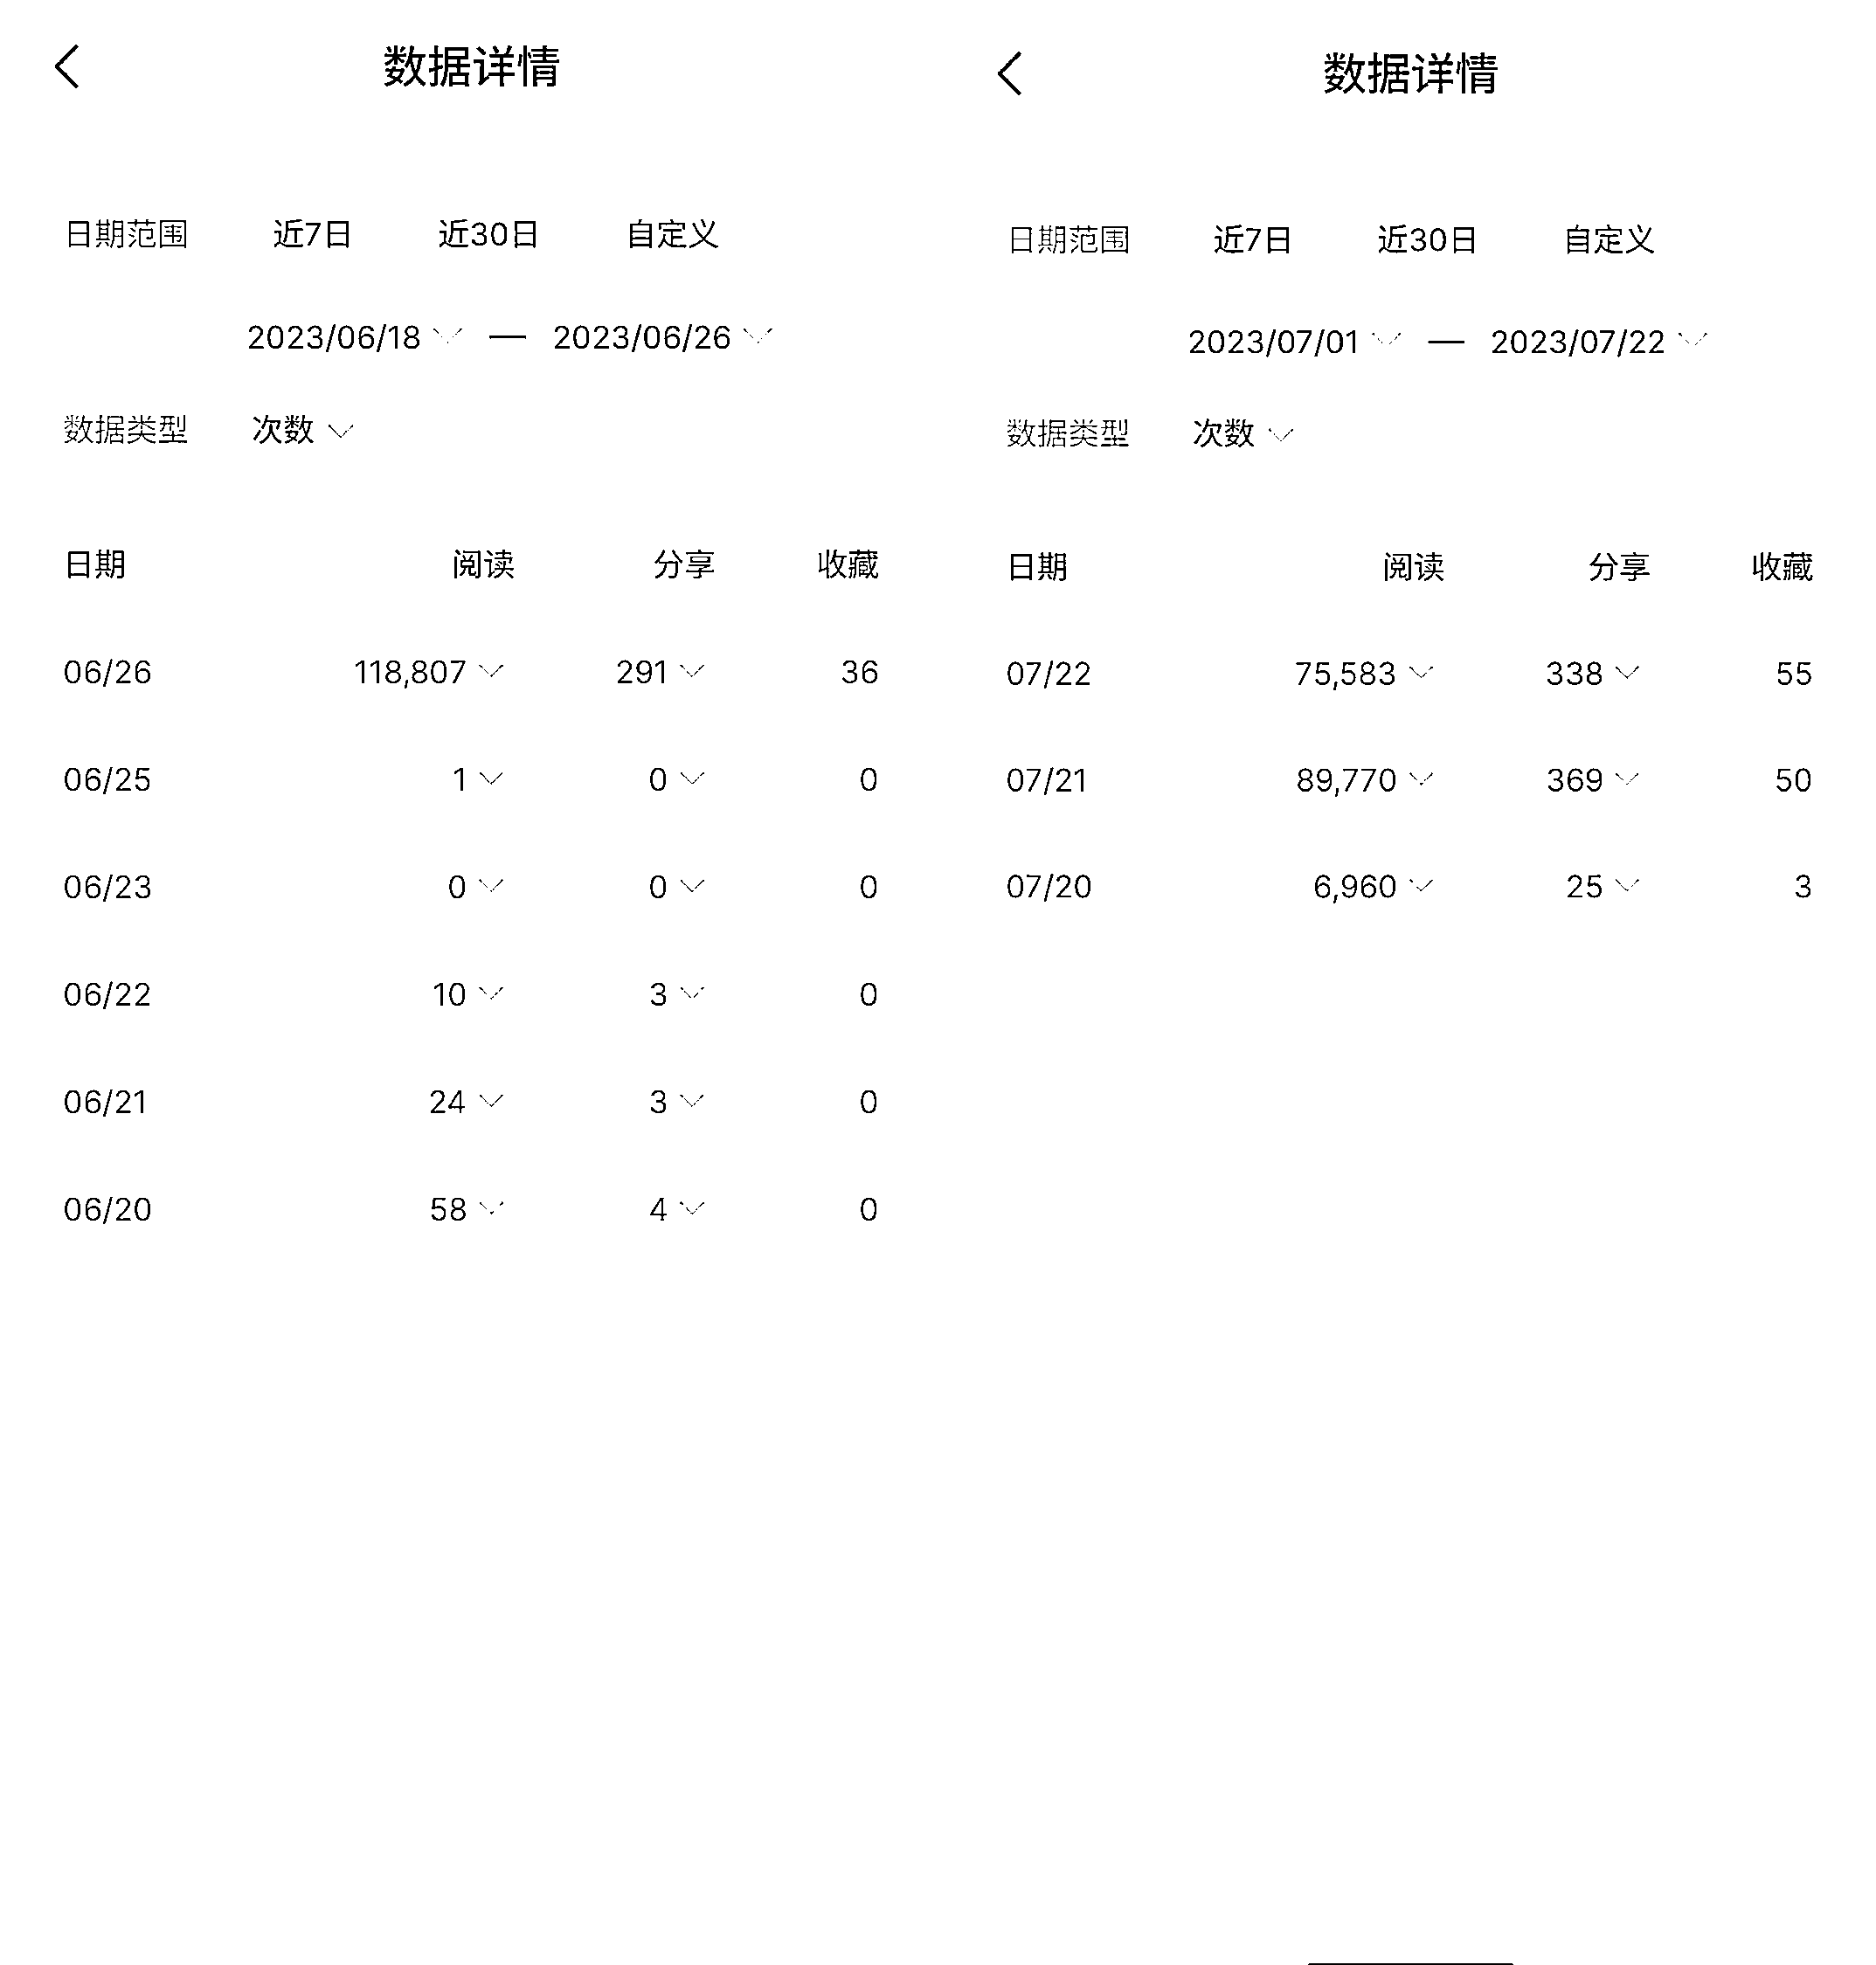 数据详情
日期范围 近7日 近30日 自定义
2023/06/18 — 2023/06/26
数据类型 次数
日期 阅读 分享 收藏
06/26 118,807 291 36
06/25 1 0 0
06/23 0 0 0
06/22 10 3 0
06/21 24 3 0
06/20 58 4 0
数据详情
日期范围 近7日 近30日 自定义
2023/07/01 — 2023/07/22
数据类型 次数
日期 阅读 分享 收藏
07/22 75,583 338 55
07/21 89,770 369 50
07/20 6,960 25 3